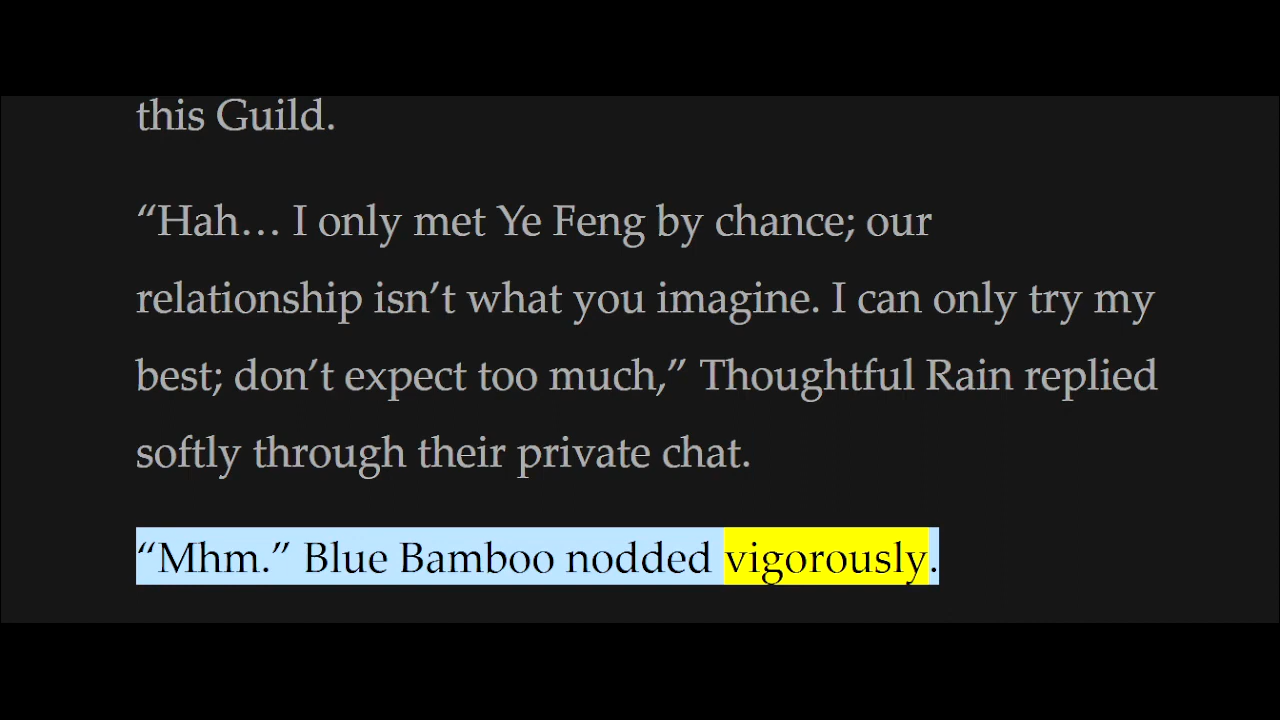 this Guild.
“Hah… I only met Ye Feng by chance; our
relationship isn’t what you imagine. I can only try my
best; don’t expect too much,” Thoughtful Rain replied
softly through their private chat.
“Mhm.” Blue Bamboo nodded vigorously.